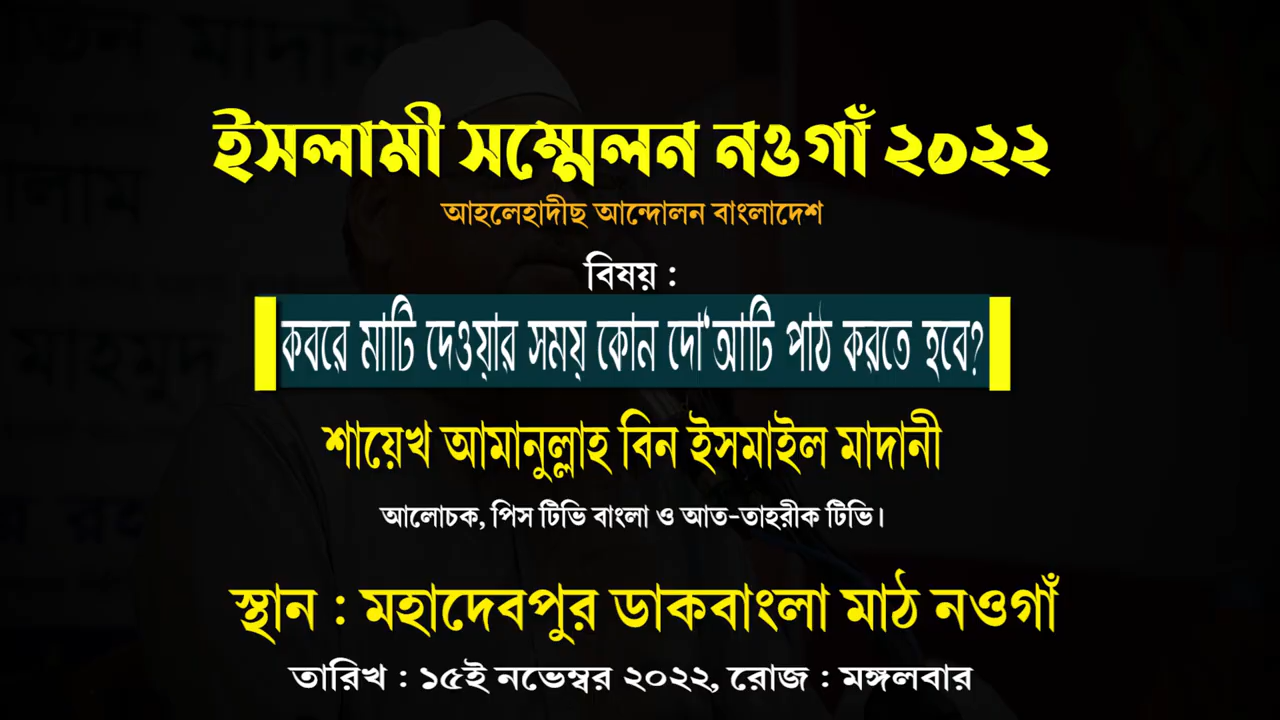 ইসলামী সম্মেলন নওগাঁ ২০২২
আহলেহাদীছ আন্দোলন বাংলাদেশ
বিষয় :
কবরে মাটি দেওয়ার সময় কোন দো'আটি পাঠ করতে হবে?
শায়েখ আমানুল্লাহ বিন ইসমাইল মাদানী
আলোচক, পিস টিভি বাংলা ও আত-তাহরীক টিভি।
স্থান : মহাদেবপুর ডাকবাংলা মাঠ নওগাঁ
তারিখ : ১৫ই নভেম্বর ২০২২, রোজ : মঙ্গলবার